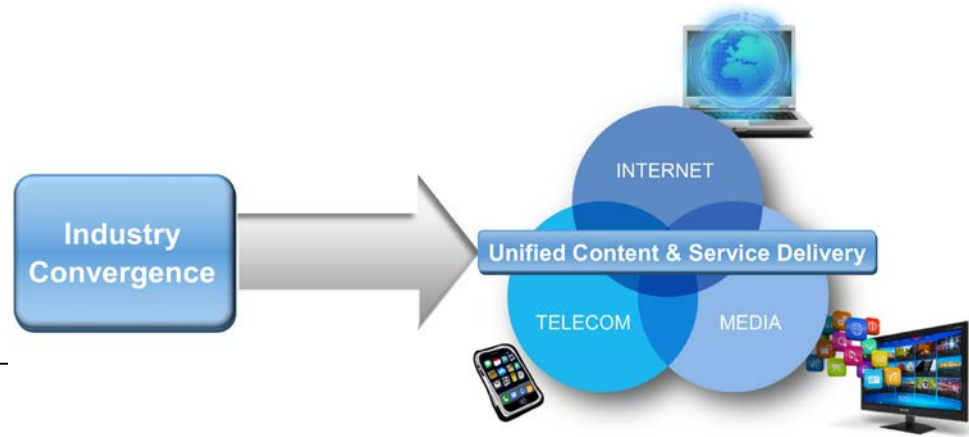 Industry
Convergence
INTERNET
Unified Content & Service Delivery
TELECOM
MEDIA